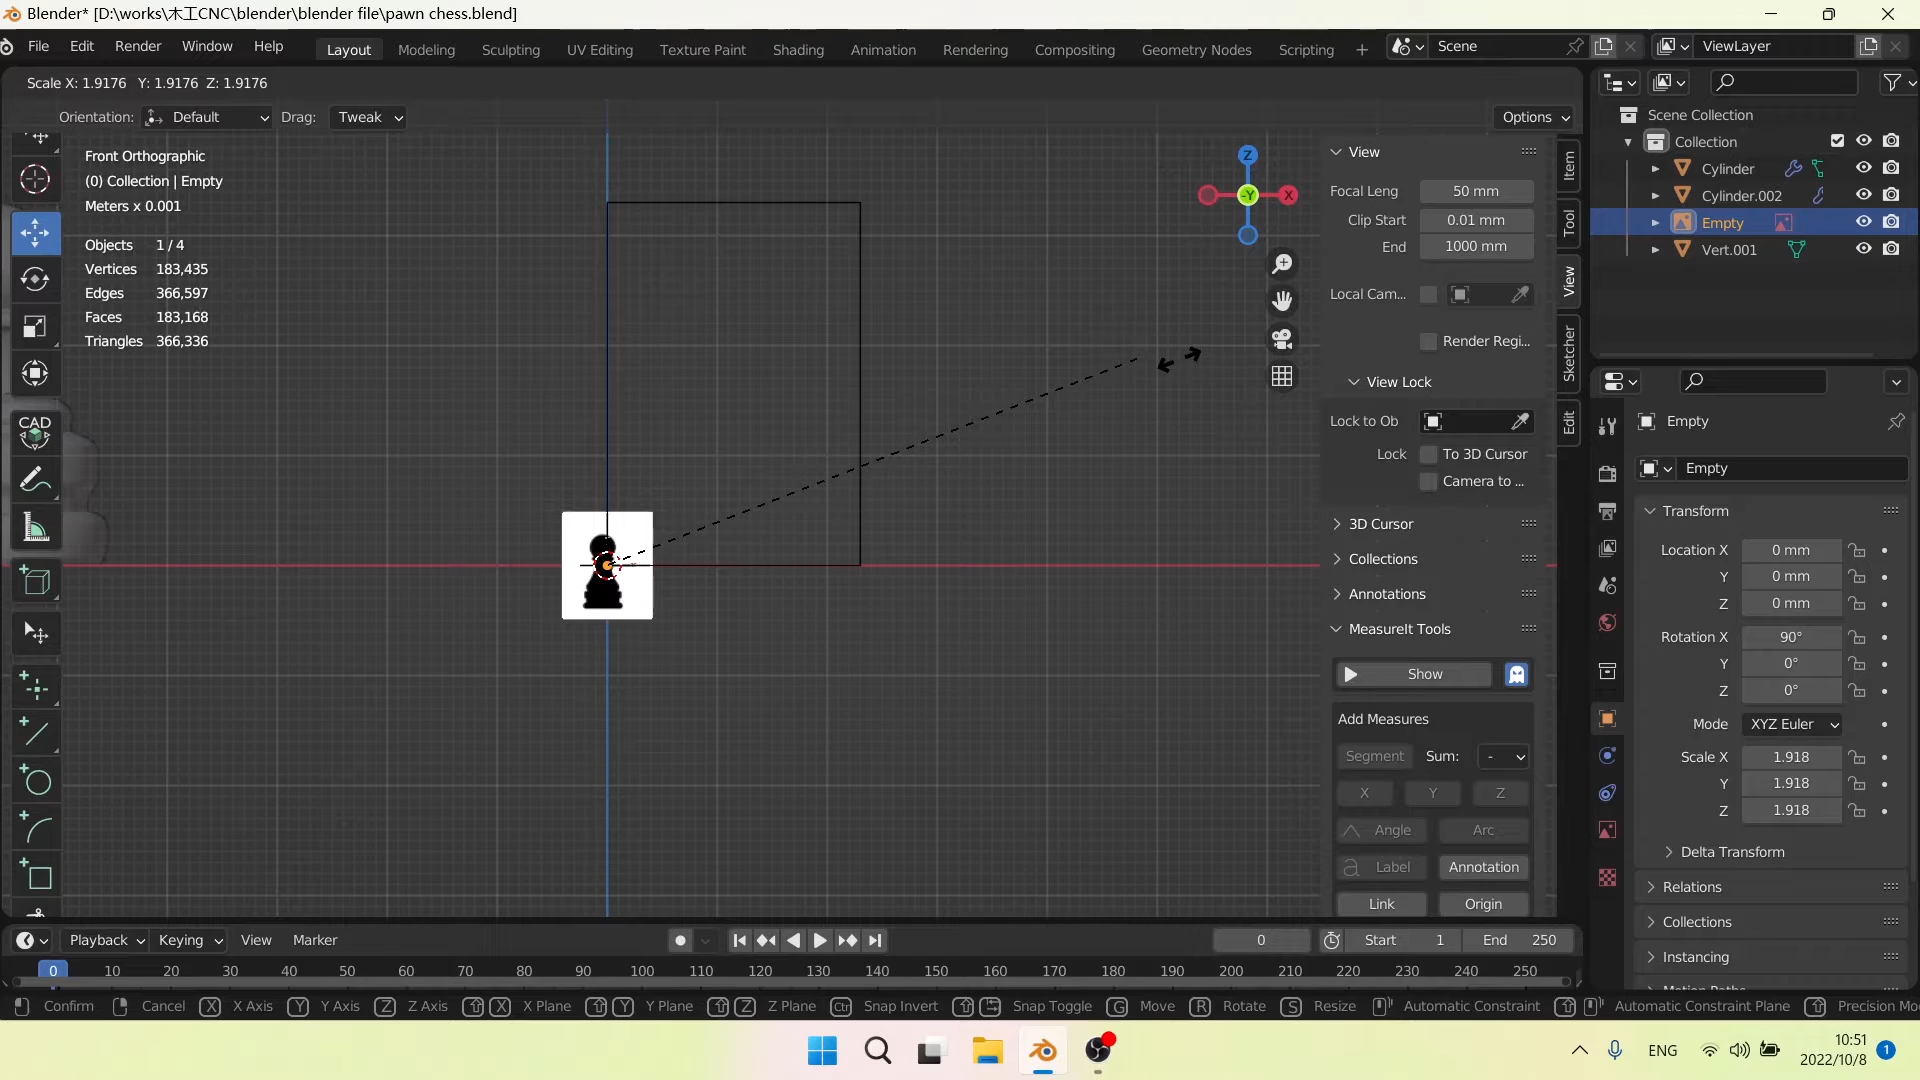 Blender* [D:\works\木工CNC\blender\blender file\pawn chess.blend]
File Edit Render Window Help Layout Modeling Sculpting UV Editing Texture Paint Shading Animation Rendering Compositing Geometry Nodes Scripting + Scene ViewLayer
Scale X: 1.9176 Y: 1.9176 Z: 1.9176
Orientation: Default Drag: Tweak Options
Front Orthographic
(0) Collection | Empty
Meters x 0.001
Objects 1 / 4
Vertices 183,435
Edges 366,597
Faces 183,168
Triangles 366,336
CAD
Z
X
-Y
View
Focal Leng 50 mm
Clip Start 0.01 mm
End 1000 mm
Local Cam...
Render Regi...
View Lock
Lock to Ob
Lock To 3D Cursor
Camera to ...
3D Cursor
Collections
Annotations
MeasureIt Tools
Show
Add Measures
Segment Sum: -
X Y Z
Angle Arc
Label Annotation
Link Origin
Item
Tool
View
Sketcher
Edit
Scene Collection
Collection
Cylinder
Cylinder.002
Empty
Vert.001
Empty
Empty
Transform
Location X 0 mm
Y 0 mm
Z 0 mm
Rotation X 90°
Y 0°
Z 0°
Mode XYZ Euler
Scale X 1.918
Y 1.918
Z 1.918
Delta Transform
Relations
Collections
Instancing
Playback Keying View Marker 0 Start 1 End 250
0 10 20 30 40 50 60 70 80 90 100 110 120 130 140 150 160 170 180 190 200 210 220 230 240 250
Confirm Cancel X X Axis Y Y Axis Z Z Axis X X Plane Y Y Plane Z Z Plane Ctrl Snap Invert Snap Toggle G Move R Rotate S Resize Automatic Constraint Automatic Constraint Plane Precision Mo
ENG
10:51
2022/10/8
1